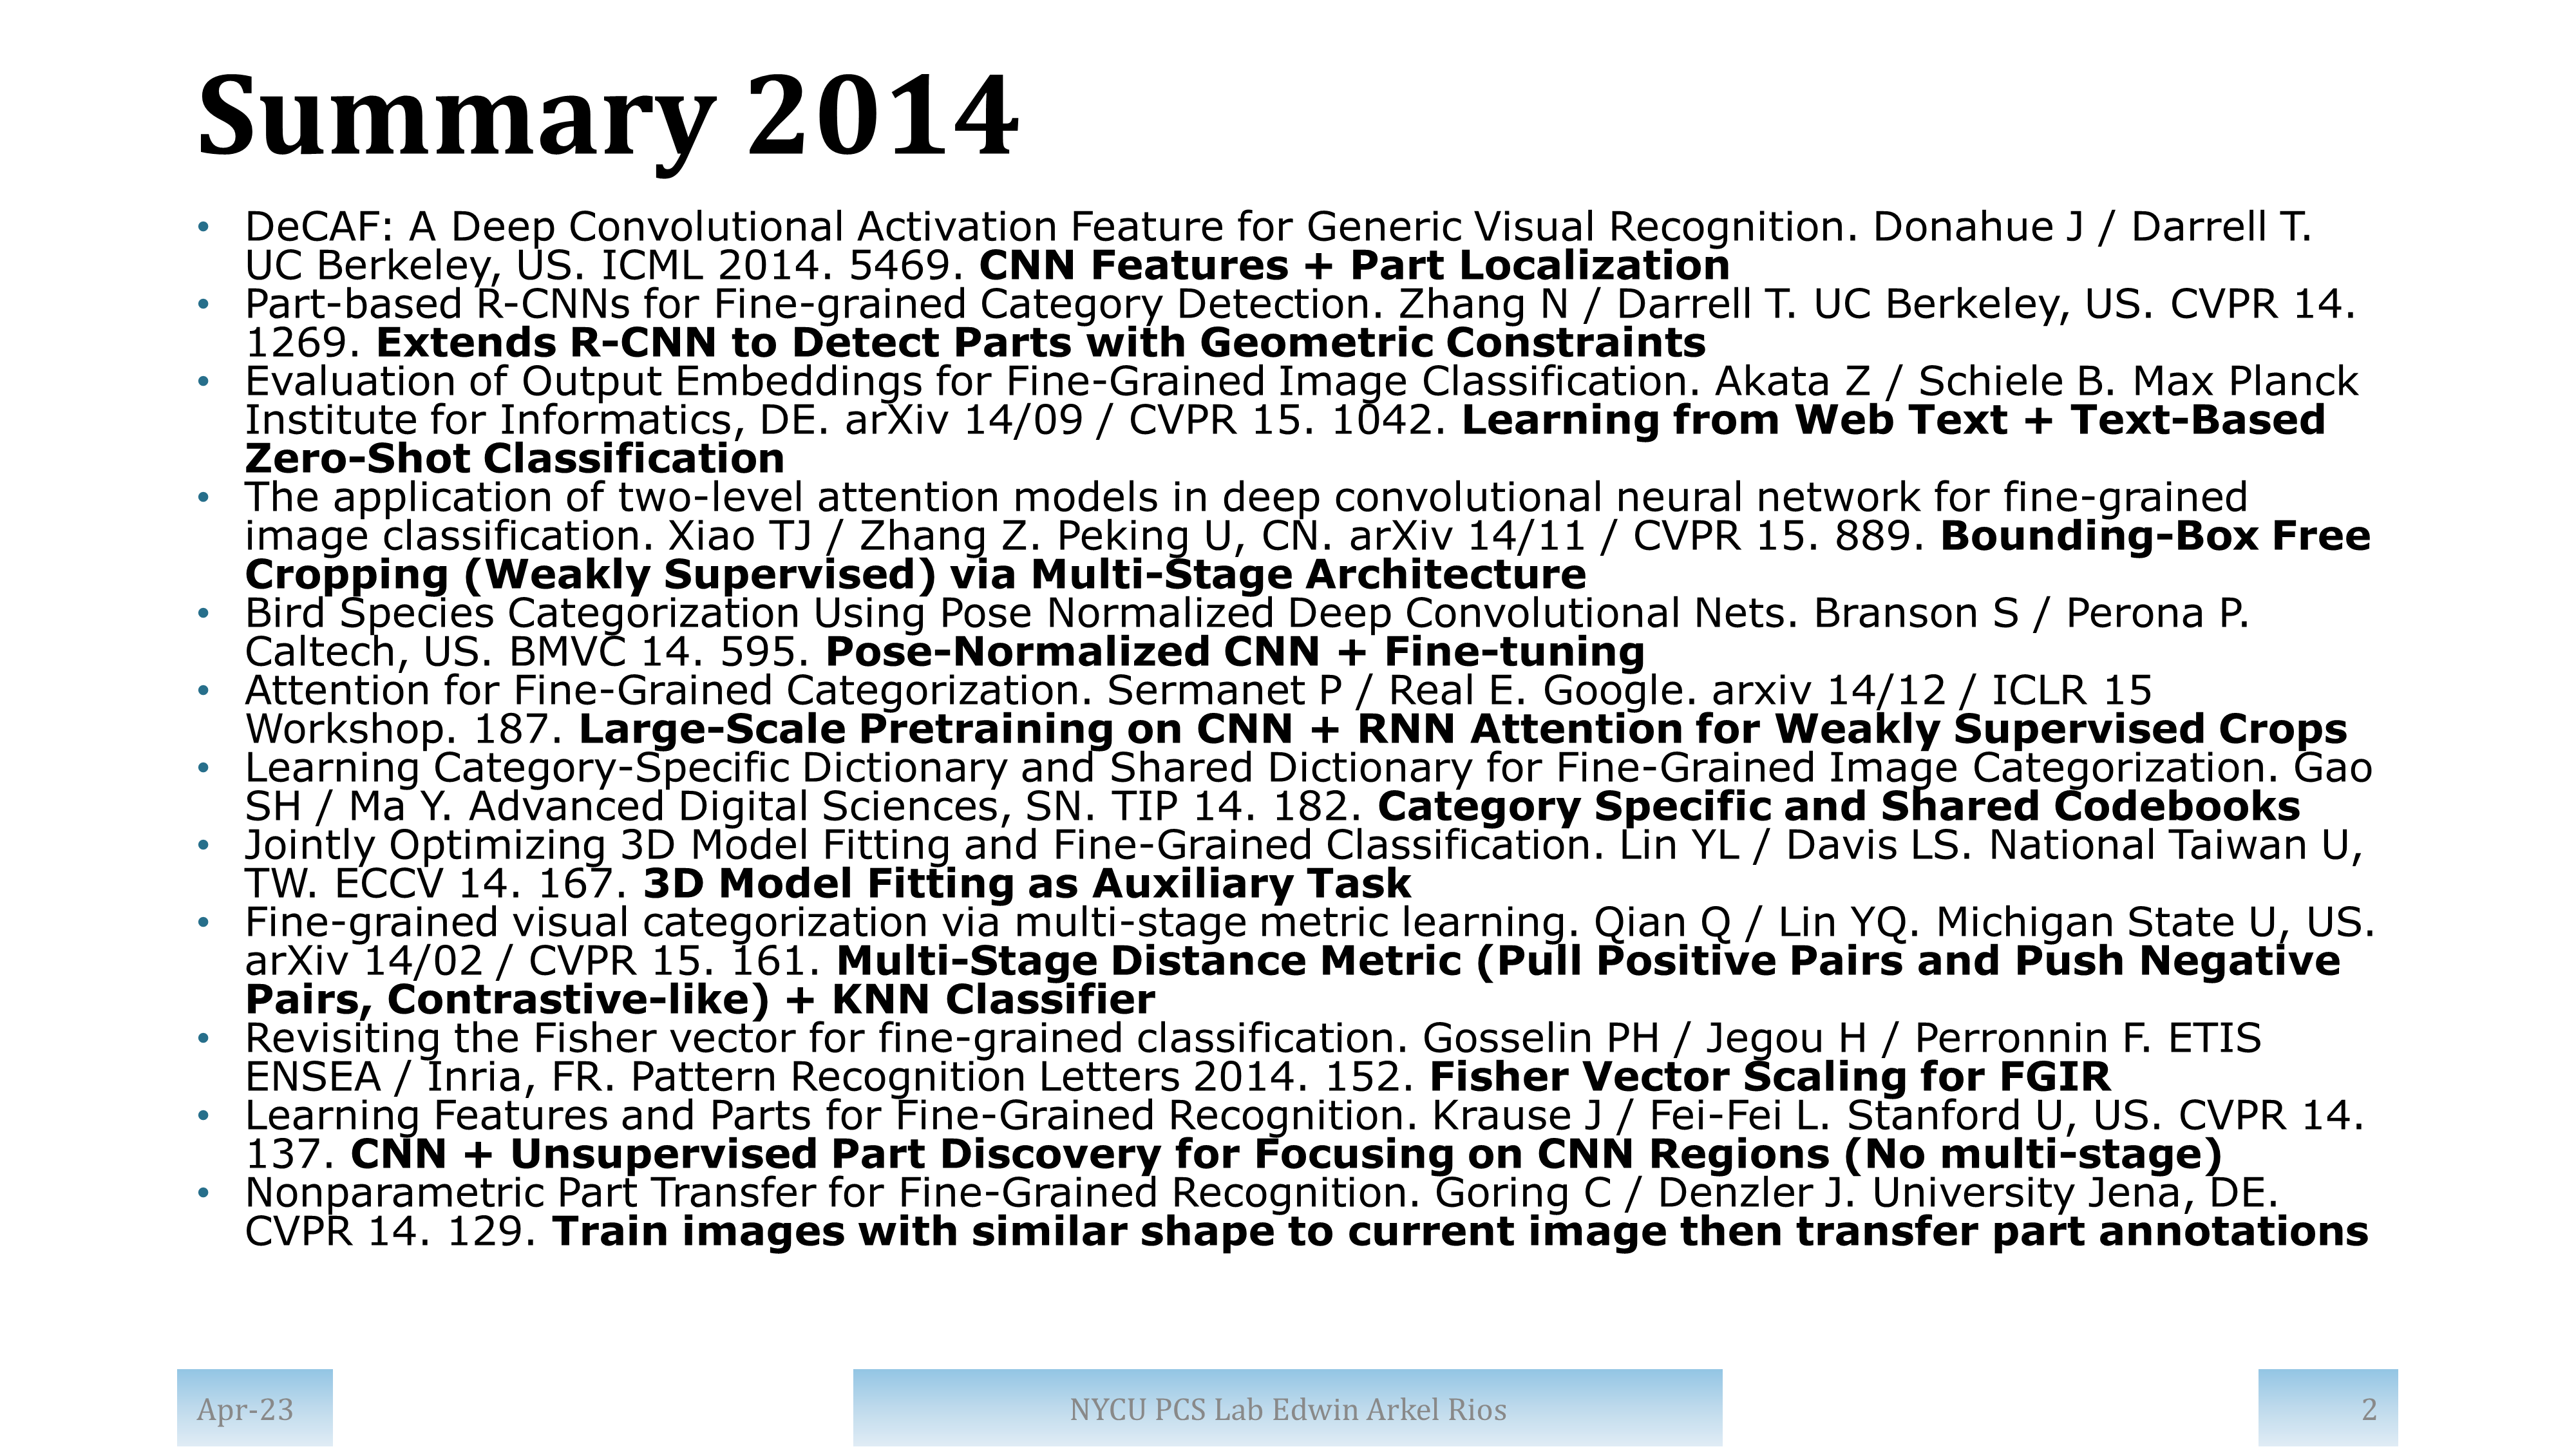 Summary 2014
• DeCAF: A Deep Convolutional Activation Feature for Generic Visual Recognition. Donahue J / Darrell T.
UC Berkeley, US. ICML 2014. 5469. CNN Features + Part Localization
• Part-based R-CNNs for Fine-grained Category Detection. Zhang N / Darrell T. UC Berkeley, US. CVPR 14.
1269. Extends R-CNN to Detect Parts with Geometric Constraints
• Evaluation of Output Embeddings for Fine-Grained Image Classification. Akata Z / Schiele B. Max Planck
Institute for Informatics, DE. arXiv 14/09 / CVPR 15. 1042. Learning from Web Text + Text-Based
Zero-Shot Classification
• The application of two-level attention models in deep convolutional neural network for fine-grained
image classification. Xiao TJ / Zhang Z. Peking U, CN. arXiv 14/11 / CVPR 15. 889. Bounding-Box Free
Cropping (Weakly Supervised) via Multi-Stage Architecture
• Bird Species Categorization Using Pose Normalized Deep Convolutional Nets. Branson S / Perona P.
Caltech, US. BMVC 14. 595. Pose-Normalized CNN + Fine-tuning
• Attention for Fine-Grained Categorization. Sermanet P / Real E. Google. arxiv 14/12 / ICLR 15
Workshop. 187. Large-Scale Pretraining on CNN + RNN Attention for Weakly Supervised Crops
• Learning Category-Specific Dictionary and Shared Dictionary for Fine-Grained Image Categorization. Gao
SH / Ma Y. Advanced Digital Sciences, SN. TIP 14. 182. Category Specific and Shared Codebooks
• Jointly Optimizing 3D Model Fitting and Fine-Grained Classification. Lin YL / Davis LS. National Taiwan U,
TW. ECCV 14. 167. 3D Model Fitting as Auxiliary Task
• Fine-grained visual categorization via multi-stage metric learning. Qian Q / Lin YQ. Michigan State U, US.
arXiv 14/02 / CVPR 15. 161. Multi-Stage Distance Metric (Pull Positive Pairs and Push Negative
Pairs, Contrastive-like) + KNN Classifier
• Revisiting the Fisher vector for fine-grained classification. Gosselin PH / Jegou H / Perronnin F. ETIS
ENSEA / Inria, FR. Pattern Recognition Letters 2014. 152. Fisher Vector Scaling for FGIR
• Learning Features and Parts for Fine-Grained Recognition. Krause J / Fei-Fei L. Stanford U, US. CVPR 14.
137. CNN + Unsupervised Part Discovery for Focusing on CNN Regions (No multi-stage)
• Nonparametric Part Transfer for Fine-Grained Recognition. Goring C / Denzler J. University Jena, DE.
CVPR 14. 129. Train images with similar shape to current image then transfer part annotations
Apr-23
NYCU PCS Lab Edwin Arkel Rios
2